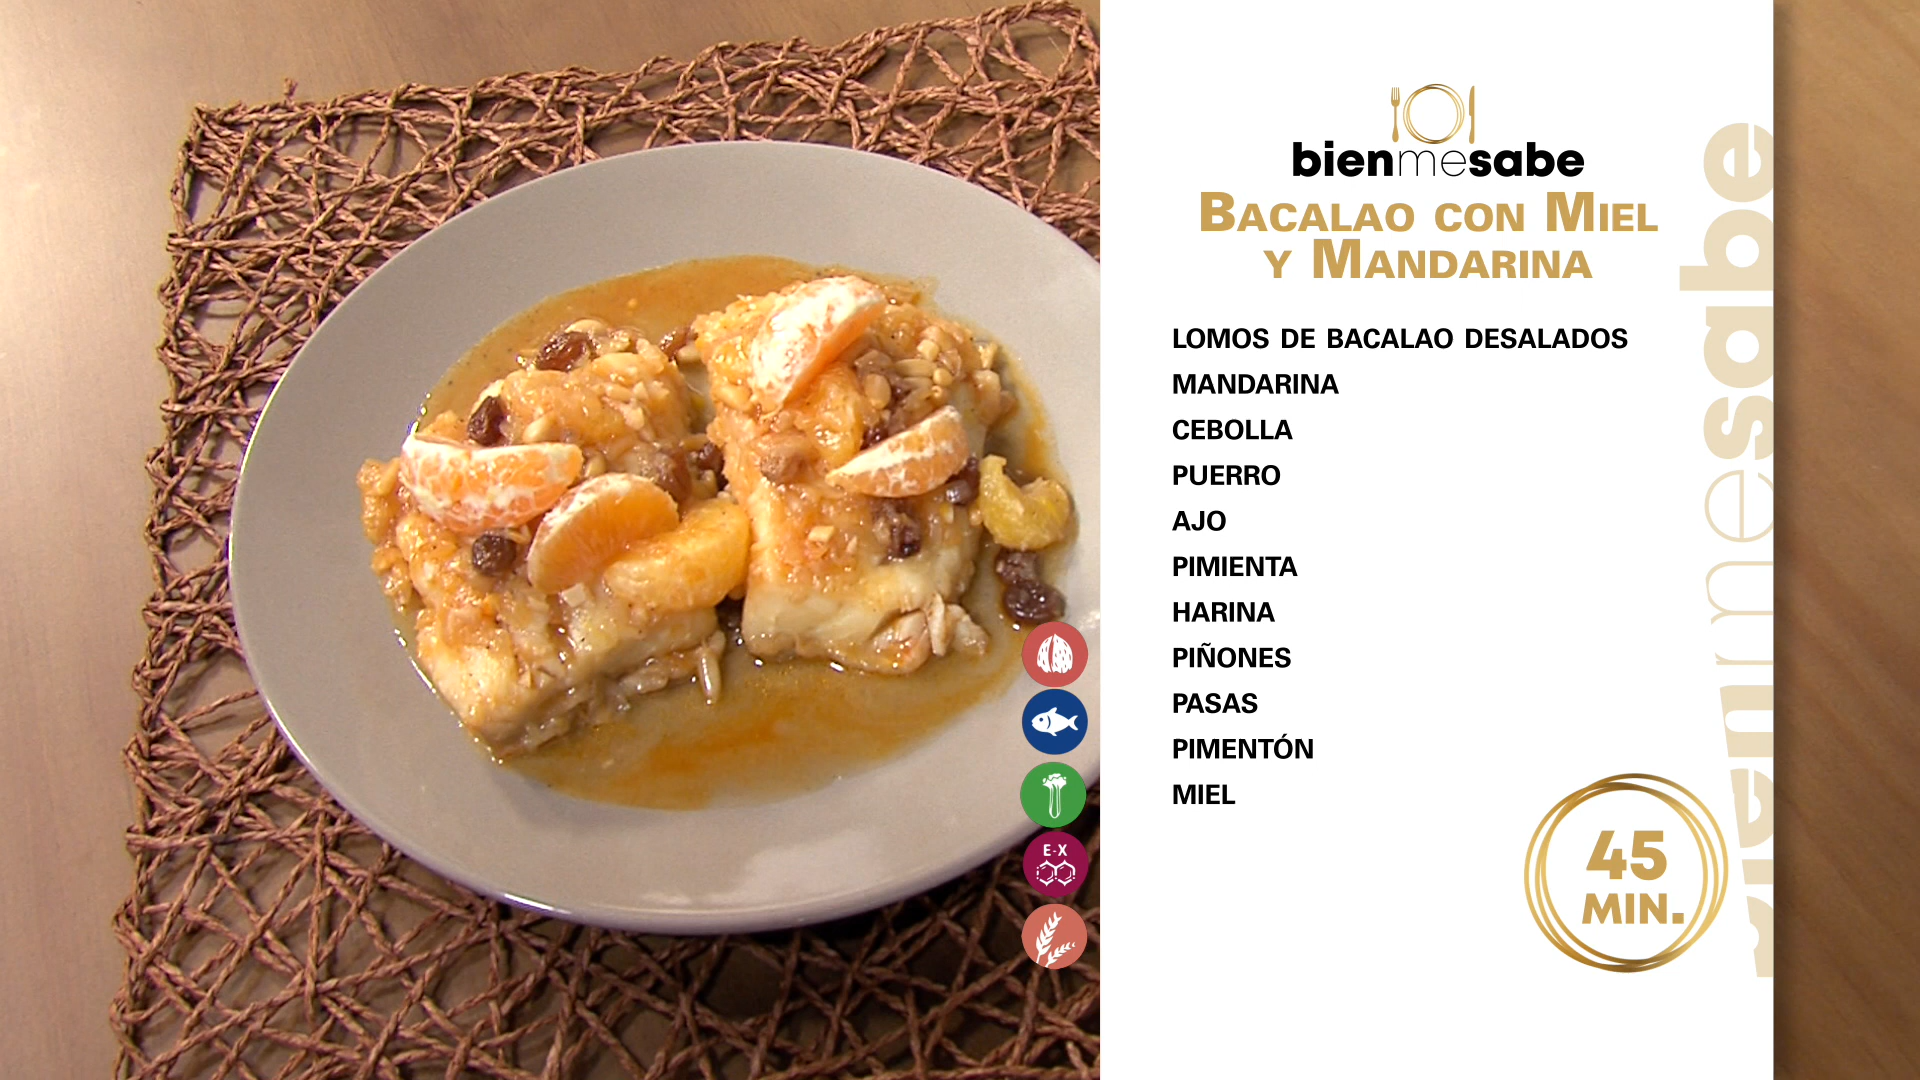 bienmesabe
BACALAO CON MIEL
Y MANDARINA
LOMOS DE BACALAO DESALADOS
MANDARINA
CEBOLLA
PUERRO
AJO
PIMIENTA
HARINA
PIÑONES
PASAS
PIMENTÓN
MIEL
45
MIN.
E-X
bienmesabe